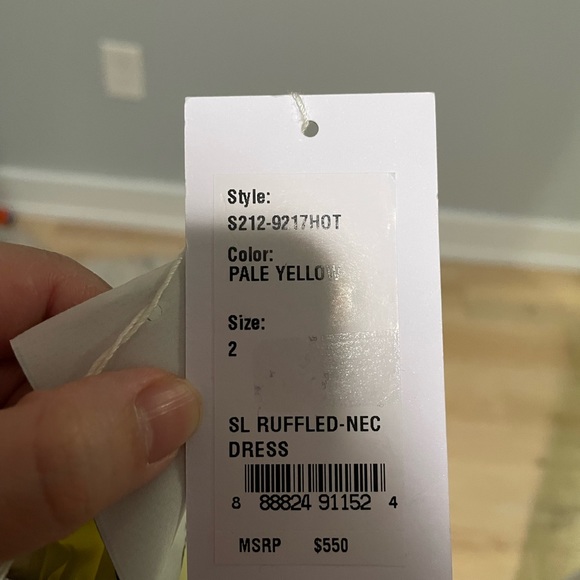 Style:
S212-9217HOT
Color:
PALE YELLOW
Size:
2
SL RUFFLED-NEC
DRESS
8 88824 91152 4
MSRP $550